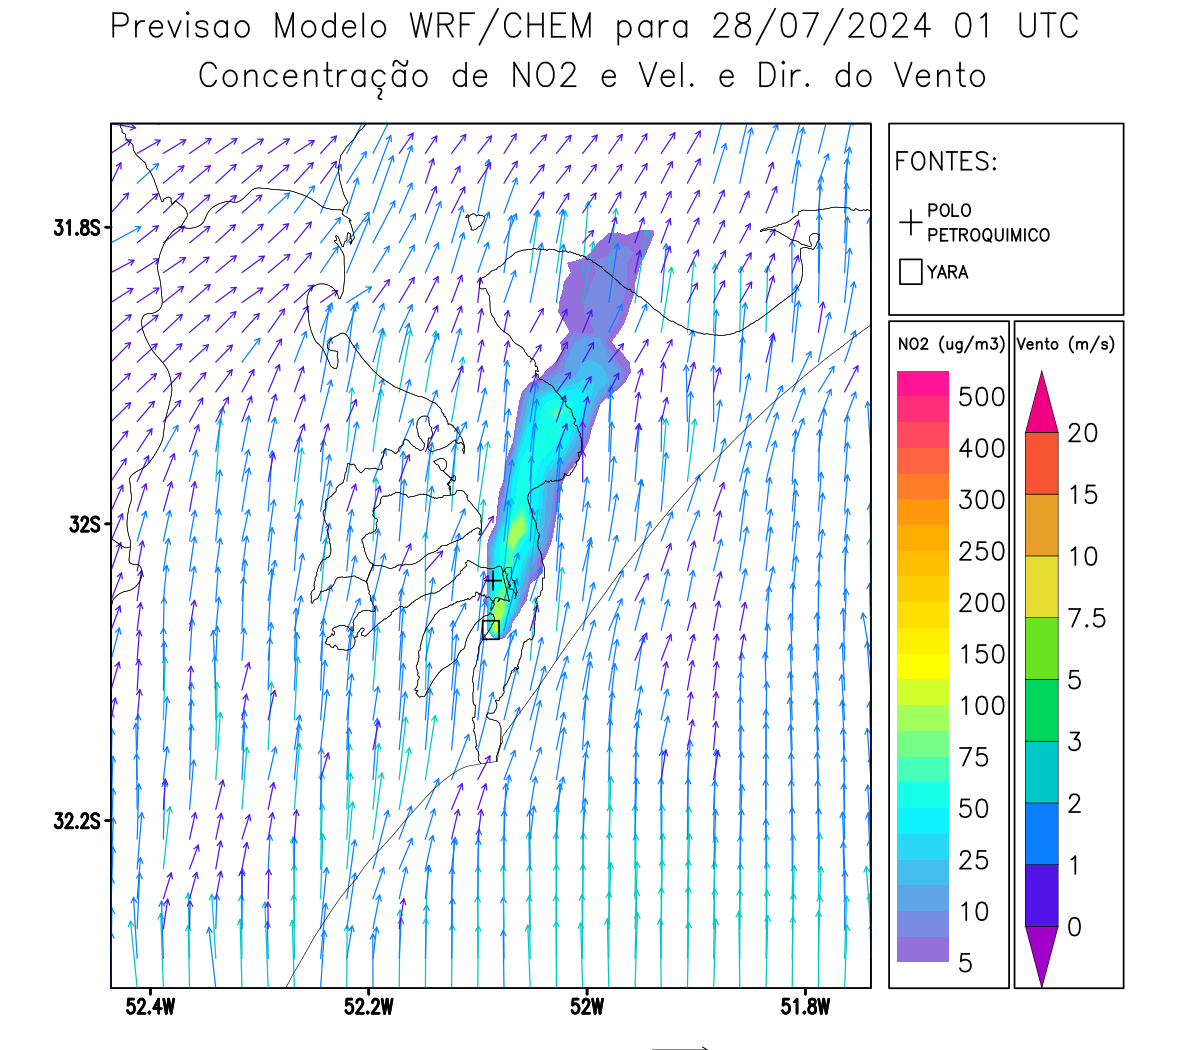 Previsao Modelo WRF/CHEM para 28/07/2024 01 UTC
Concentração de NO2 e Vel. e Dir. do Vento
FONTES:
POLO
PETROQUIMICO
YARA
NO2 (ug/m3)
500
400
300
250
200
150
100
75
50
25
10
5
Vento (m/s)
20
15
10
7.5
5
3
2
1
0
31.8S
32S
32.2S
52.4W
52.2W
52W
51.8W